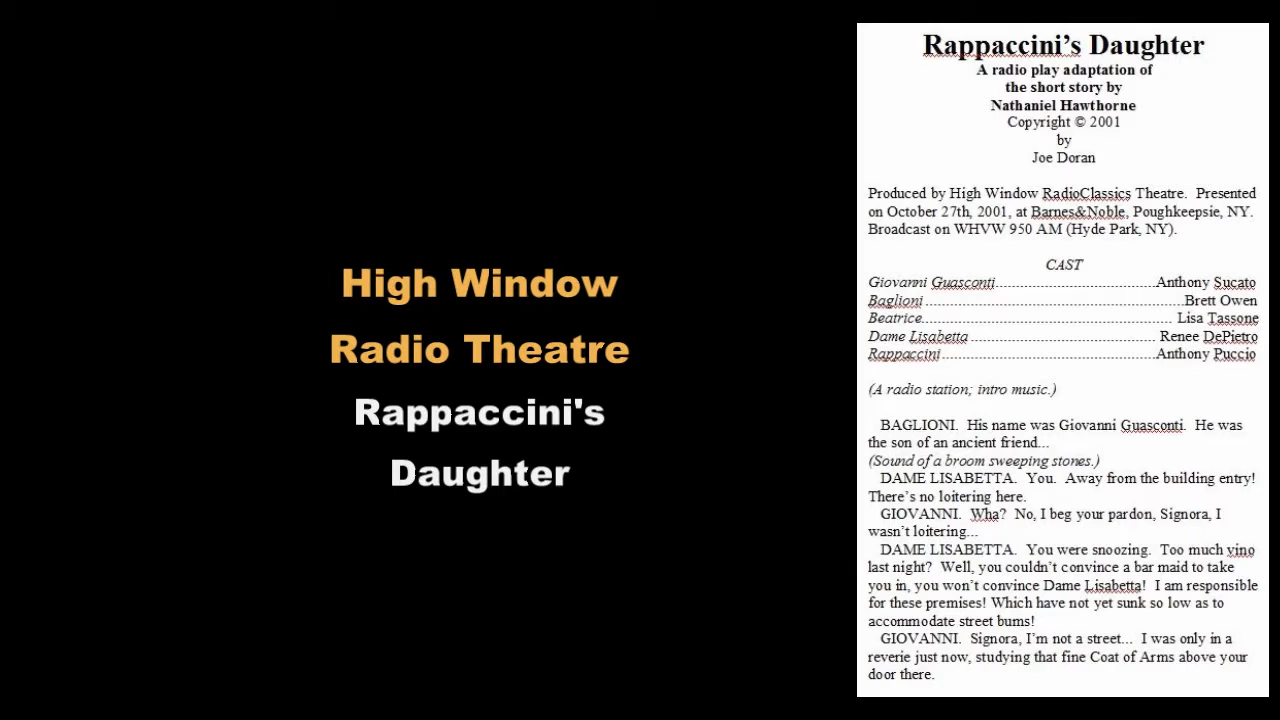 High Window
Radio Theatre
Rappaccini's
Daughter
Rappaccini’s Daughter
A radio play adaptation of
the short story by
Nathaniel Hawthorne
Copyright © 2001
by
Joe Doran
Produced by High Window RadioClassics Theatre. Presented
on October 27th, 2001, at Barnes&Noble, Poughkeepsie, NY.
Broadcast on WHVW 950 AM (Hyde Park, NY).
CAST
Giovanni Guasconti.......................................Anthony Sucato
Baglioni ...............................................................Brett Owen
Beatrice............................................................ Lisa Tassone
Dame Lisabetta ............................................. Renee DePietro
Rappaccini.....................................................Anthony Puccio
(A radio station; intro music.)
BAGLIONI. His name was Giovanni Guasconti. He was
the son of an ancient friend...
(Sound of a broom sweeping stones.)
DAME LISABETTA. You. Away from the building entry!
There’s no loitering here.
GIOVANNI. Wha? No, I beg your pardon, Signora, I
wasn’t loitering...
DAME LISABETTA. You were snoozing. Too much vino
last night? Well, you couldn’t convince a bar maid to take
you in, you won’t convince Dame Lisabetta! I am responsible
for these premises! Which have not yet sunk so low as to
accommodate street bums!
GIOVANNI. Signora, I’m not a street... I was only in a
reverie just now, studying that fine Coat of Arms above your
door there.